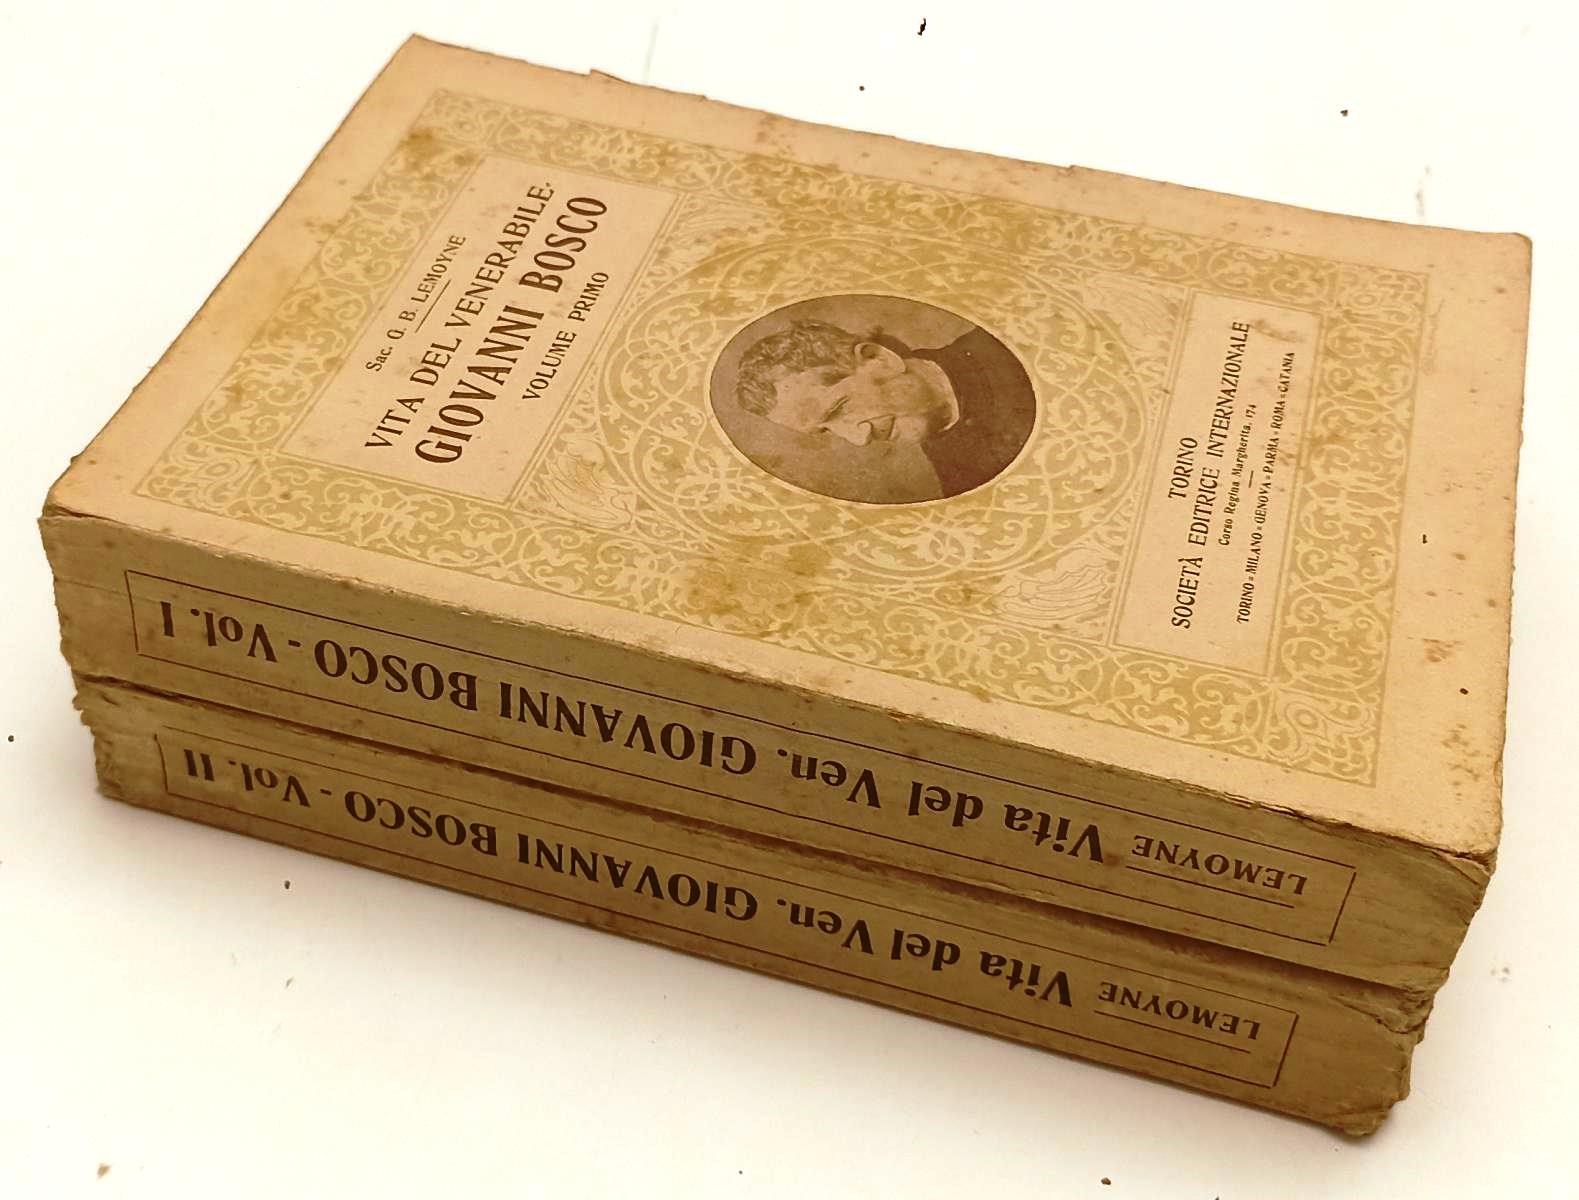 Sac. G. B. LEMOYNE
VITA DEL VENERABILE
GIOVANNI BOSCO
VOLUME PRIMO
TORINO
SOCIETÀ EDITRICE INTERNAZIONALE
Corso Regina Margherita, 174
TORINO - MILANO - GENOVA - PARMA - ROMA - CATANIA
LEMOYNE Vita del Ven. GIOVANNI BOSCO - Vol. I
LEMOYNE Vita del Ven. GIOVANNI BOSCO - Vol. II